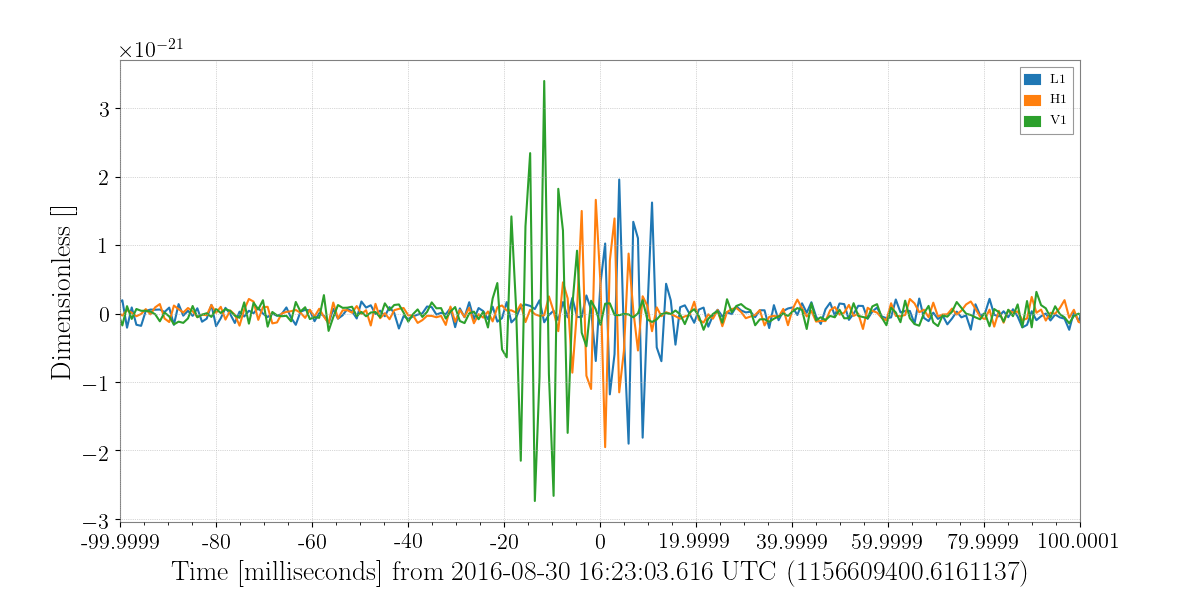 ×10−21
L1
H1
V1
3
2
1
0
−1
−2
−3
Dimensionless []
-99.9999 -80 -60 -40 -20 0 19.9999 39.9999 59.9999 79.9999 100.0001
Time [milliseconds] from 2016-08-30 16:23:03.616 UTC (1156609400.6161137)